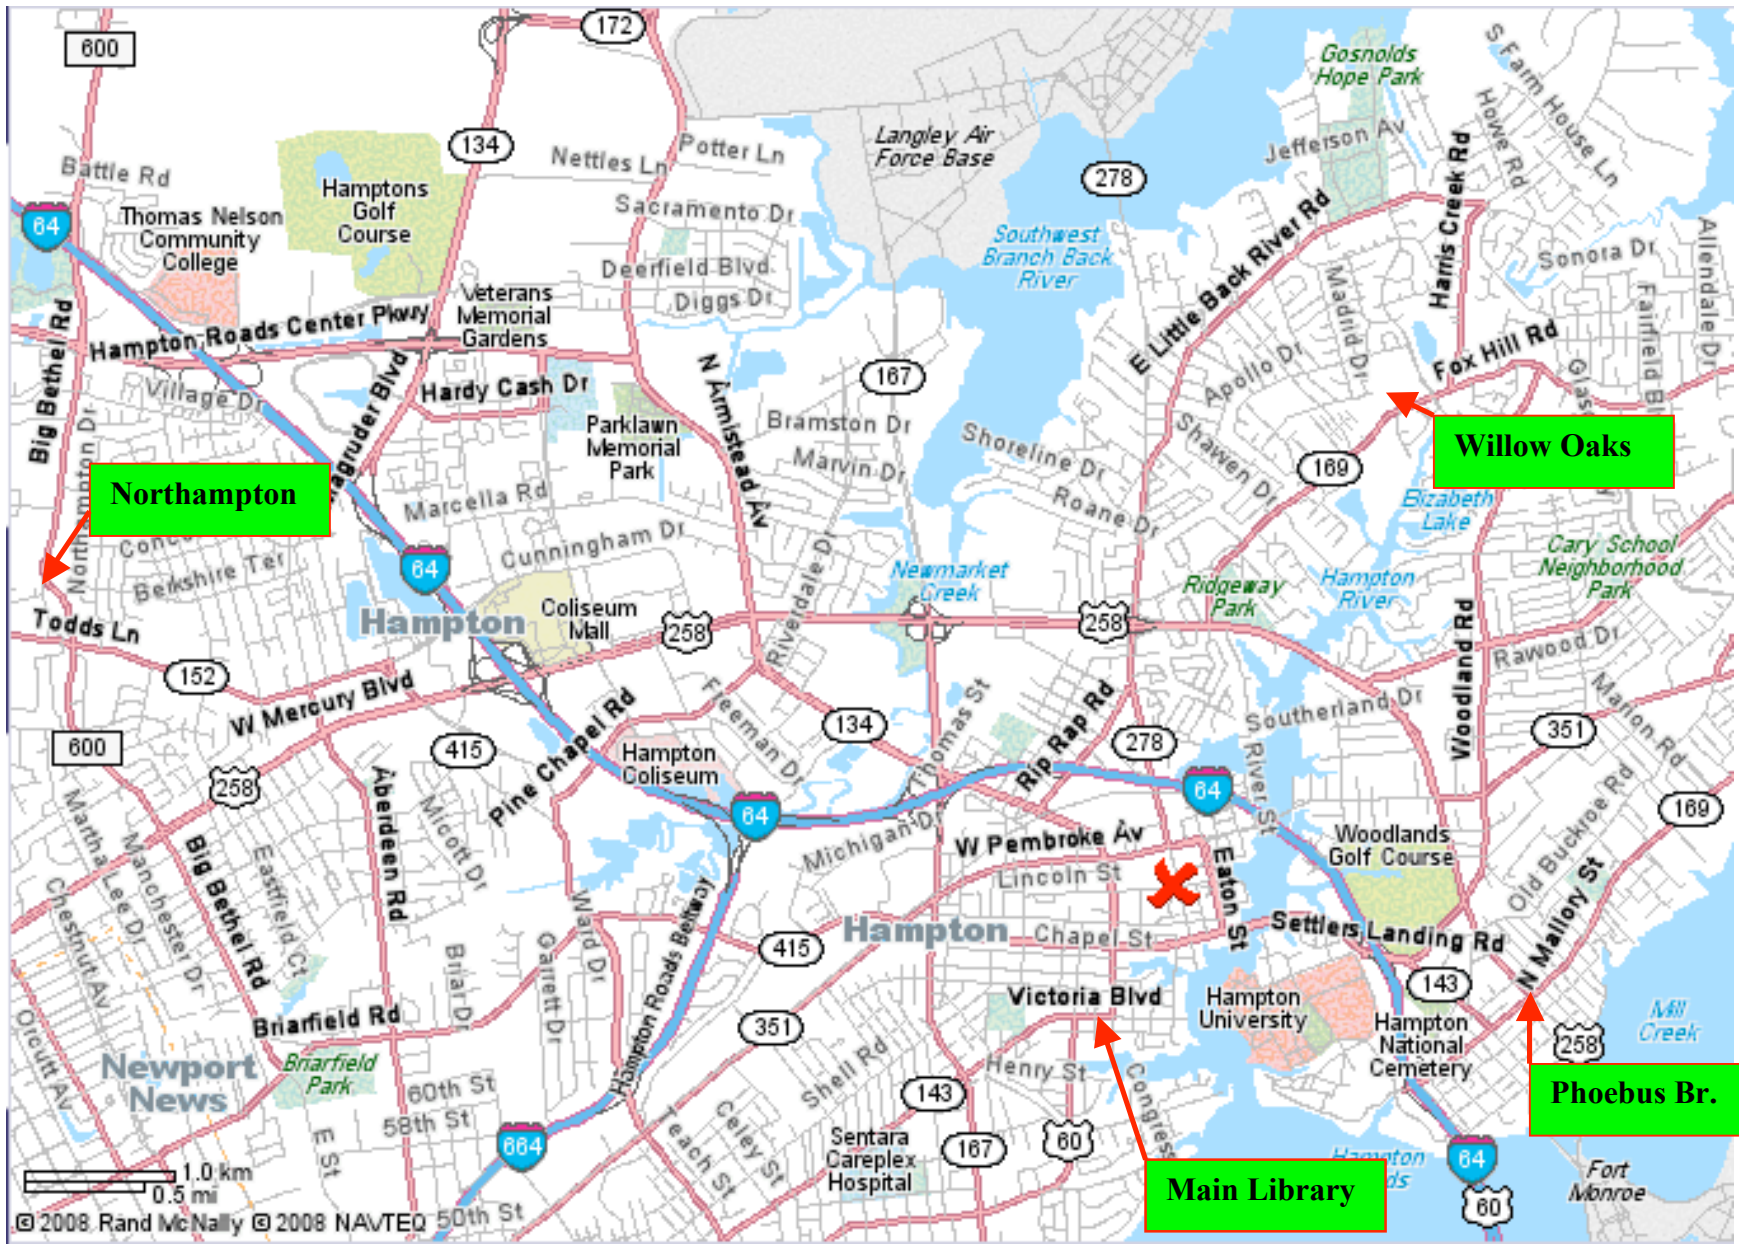 600
172
134
Battle Rd
Nettles Ln
Potter Ln
Langley Air
Force Base
278
Gosnolds
Hope Park
S Farm House Ln
Howe Rd
Jefferson Av
Harris Creek Rd
64
Thomas Nelson
Community
College
Hamptons
Golf
Course
Sacramento Dr
Deerfield Blvd
Diggs Dr
Southwest
Branch Back
River
E Little Back River Rd
Madrid Dr
Sonora Dr
Allendale Dr
Fairfield Bl
Big Bethel Rd
Hampton Roads Center Pkwy
Veterans
Memorial
Gardens
Village Dr
Hardy Cash Dr
N Armistead Av
167
Apollo Dr
Fox Hill Rd
Northampton Dr
Parklawn
Memorial
Park
Bramston Dr
Marvin Dr
Shoreline Dr
Roane Dr
Shawen Dr
169
Willow Oaks
Elizabeth
Lake
Northampton
Marcella Rd
Cunningham Dr
Berkshire Ter
64
Hampton
Coliseum
Mall
258
Riverdale Dr
Newmarket
Creek
258
Ridgeway
Park
Hampton
River
Cary School
Neighborhood
Park
Rawood Dr
Woodland Rd
Todds Ln
152
W Mercury Blvd
Pine Chapel Rd
Freeman Dr
134
Thomas St
Rip Rap Rd
278
Southerland Dr
S River St
351
Marion Rd
600
258
415
Hampton
Coliseum
64
64
169
Old Buckroe Rd
Martha Lee Dr
Manchester Dr
Chestnut Av
Big Bethel Rd
Eastfield Ct
Aberdeen Rd
Micott Dr
Michigan Dr
W Pembroke Av
Lincoln St
Eaton St
Woodlands
Golf Course
Ward Dr
Garrett Dr
Briar Dr
Hampton Roads Beltway
415
Hampton
Chapel St
Settlers Landing Rd
N Mallory St
143
Orcutt Av
Briarfield Rd
351
Victoria Blvd
Hampton
University
Hampton
National
Cemetery
258
Mill
Creek
Newport
News
Briarfield
Park
60th St
58th St
E St
50th St
Shell Rd
Henry St
Congress
143
Phoebus Br.
664
Teach St
Celey St
Sentara
Careplex
Hospital
167
60
Main Library
Hampton
64
60
Fort
Monroe
1.0 km
0.5 mi
© 2008 Rand McNally © 2008 NAVTEQ